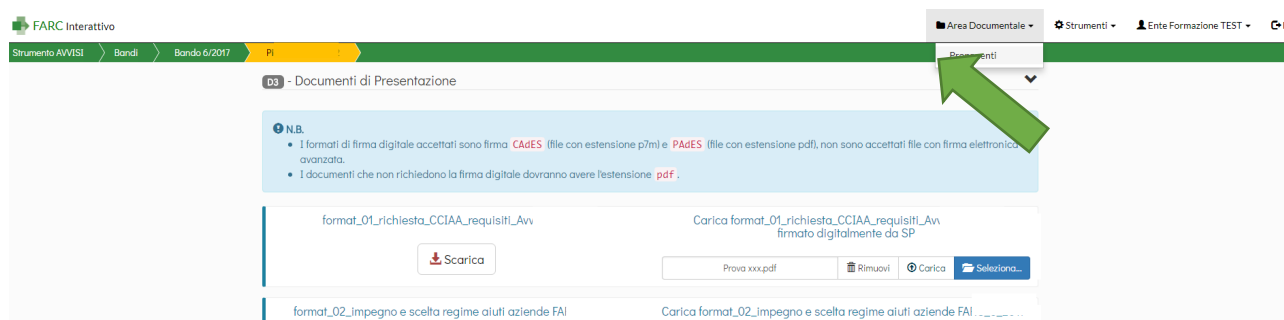 FARC Interattivo
Area Documentale
Strumenti
Ente Formazione TEST
Strumento AVVISI
Bandi
Bando 6/2017
D3 - Documenti di Presentazione
N.B.
I formati di firma digitale accettati sono firma CAdES (file con estensione p7m) e PAdES (file con estensione pdf), non sono accettati file con firma elettronica
avanzata.
I documenti che non richiedono la firma digitale dovranno avere l'estensione pdf .
format_01_richiesta_CCIAA_requisiti_Avv
Scarica
Carica format_01_richiesta_CCIAA_requisiti_Av
firmato digitalmente da SP
Prova xxx.pdf
Rimuovi
Carica
Seleziona...
format_02_impegno e scelta regime aiuti aziende FA
Carica format_02_impegno e scelta regime aiuti aziende FA